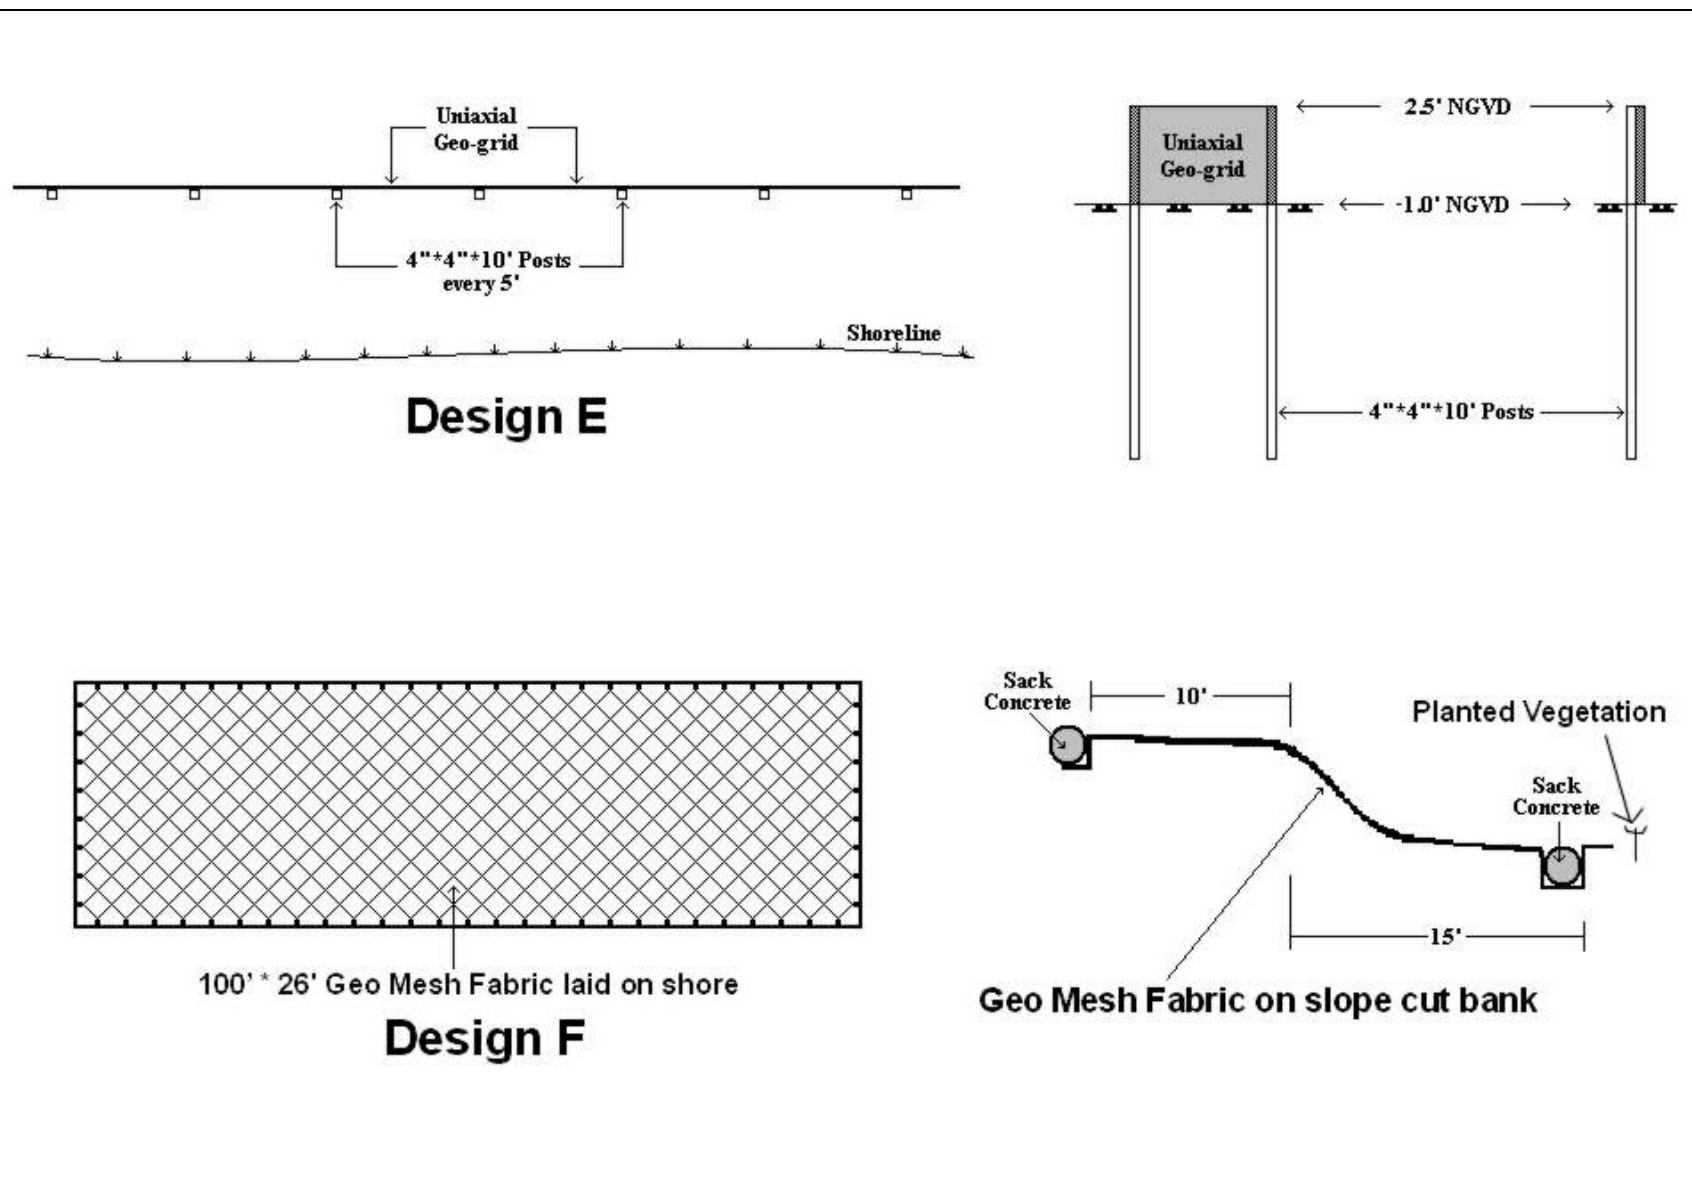 Uniaxial
Geo-grid
4"*4"*10' Posts
every 5'
Shoreline
Design E
2.5' NGVD
Uniaxial
Geo-grid
-1.0' NGVD
4"*4"*10' Posts
100' * 26' Geo Mesh Fabric laid on shore
Design F
Sack
Concrete
10'
Planted Vegetation
Sack
Concrete
15'
Geo Mesh Fabric on slope cut bank